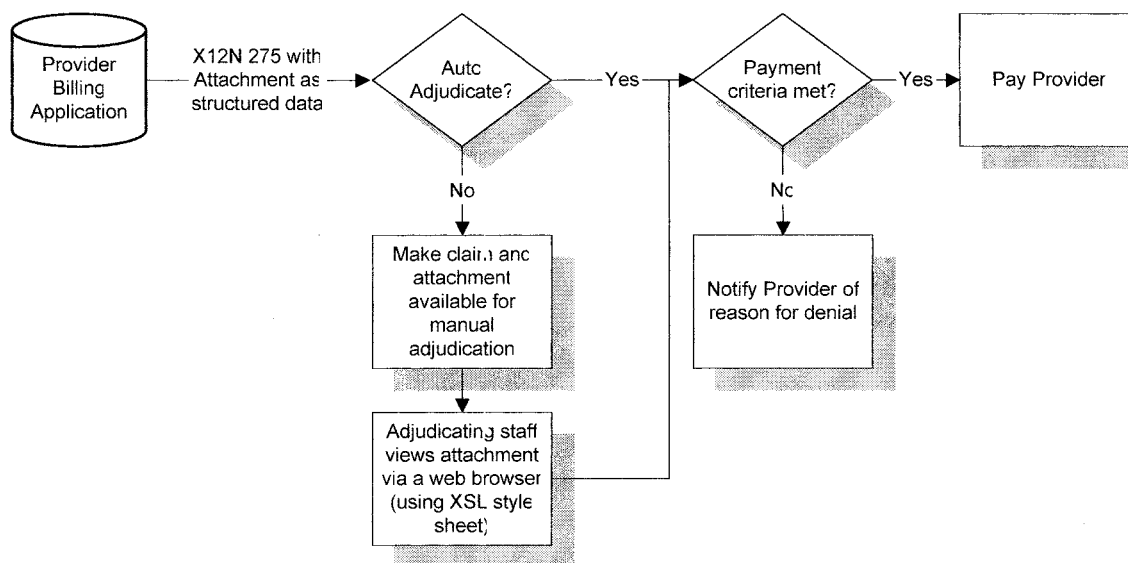 Provider
Billing
Application
X12N 275 with
Attachment as
structured data
Auto
Adjudicate?
Yes
Payment
criteria met?
Yes
Pay Provider
No
No
Make claim and
attachment
available for
manual
adjudication
Notify Provider of
reason for denial
Adjudicating staff
views attachment
via a web browser
(using XSL style
sheet)